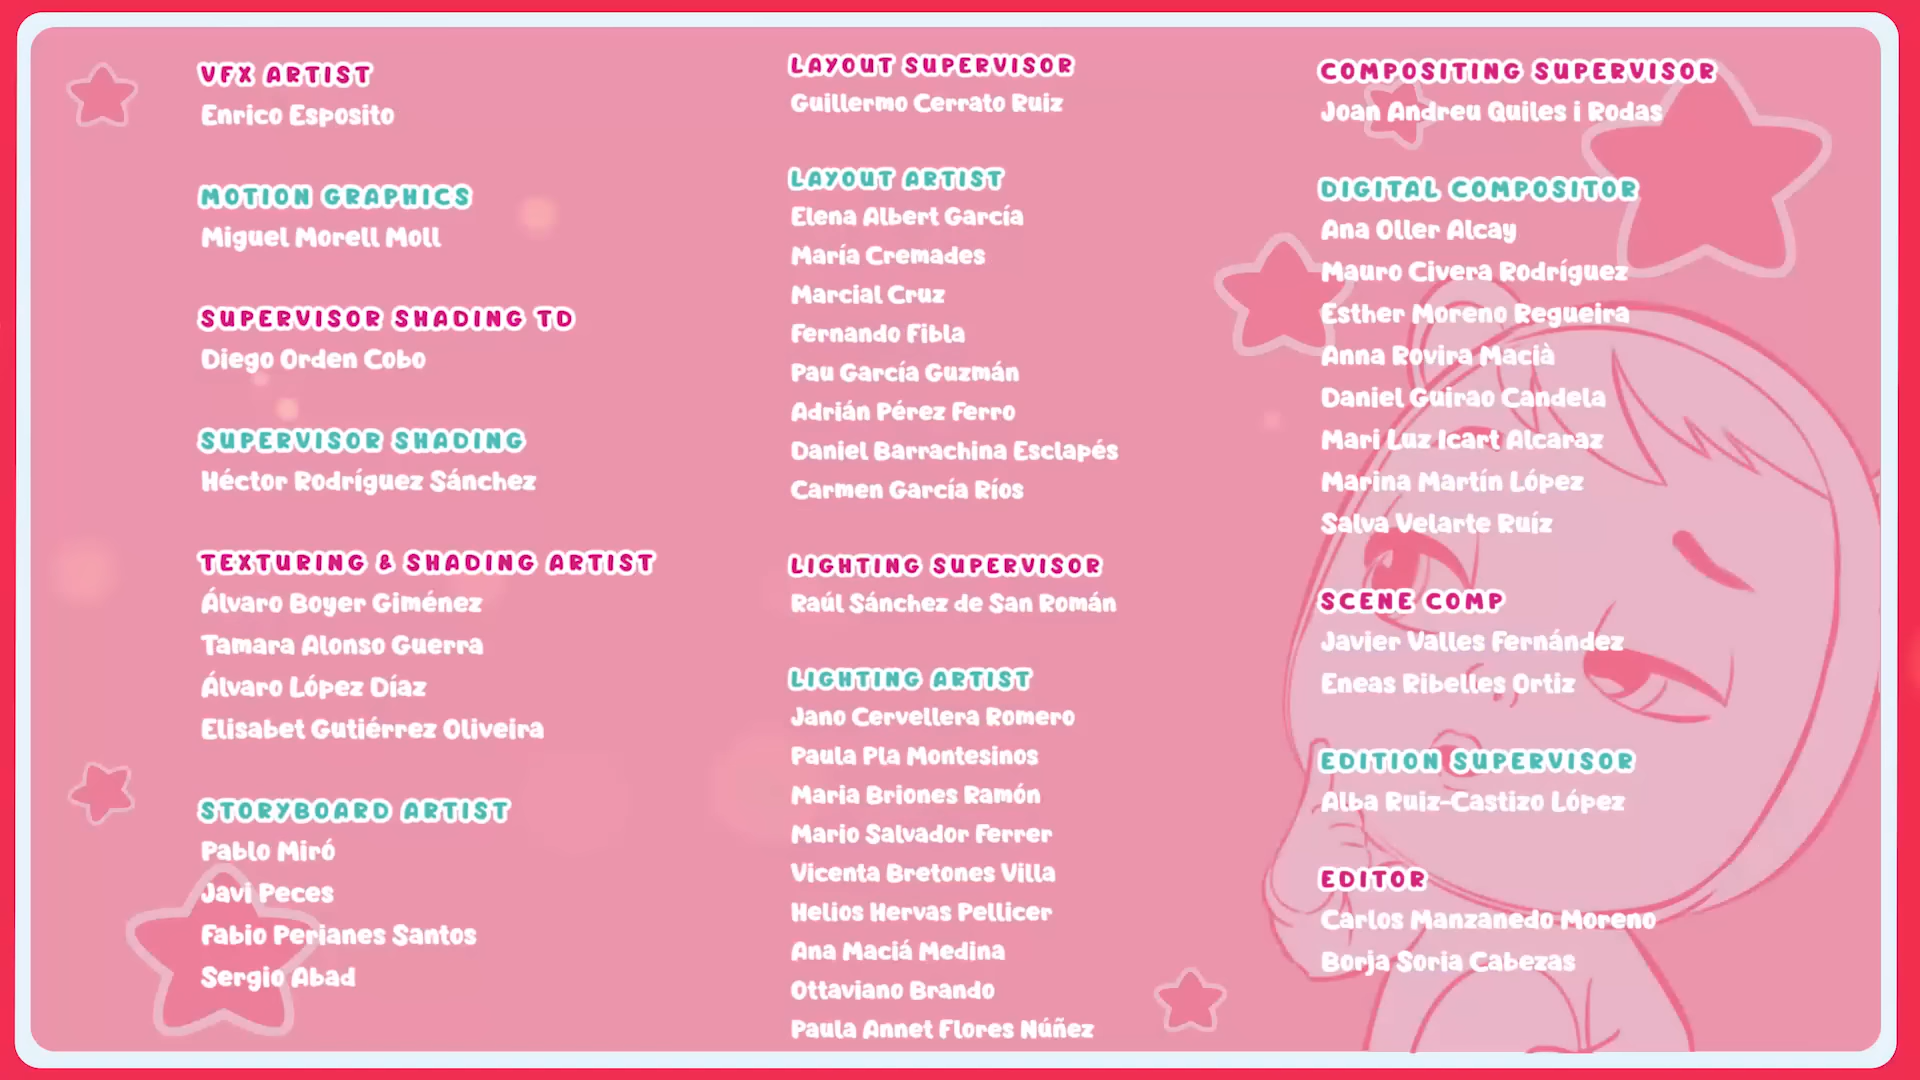 VFX ARTIST
Enrico Esposito
MOTION GRAPHICS
Miguel Morell Moll
SUPERVISOR SHADING TD
Diego Orden Cobo
SUPERVISOR SHADING
Héctor Rodríguez Sánchez
TEXTURING & SHADING ARTIST
Álvaro Boyer Giménez
Tamara Alonso Guerra
Álvaro López Díaz
Elisabet Gutiérrez Oliveira
STORYBOARD ARTIST
Pablo Miró
Javi Peces
Fabio Perianes Santos
Sergio Abad
LAYOUT SUPERVISOR
Guillermo Cerrato Ruiz
LAYOUT ARTIST
Elena Albert García
María Cremades
Marcial Cruz
Fernando Fibla
Pau García Guzmán
Adrián Pérez Ferro
Daniel Barrachina Esclapés
Carmen García Ríos
LIGHTING SUPERVISOR
Raúl Sánchez de San Román
LIGHTING ARTIST
Jano Cervellera Romero
Paula Pla Montesinos
Maria Briones Ramón
Mario Salvador Ferrer
Vicenta Bretones Villa
Helios Hervas Pellicer
Ana Maciá Medina
Ottaviano Brando
Paula Annet Flores Núñez
COMPOSITING SUPERVISOR
Joan Andreu Quiles i Rodas
DIGITAL COMPOSITOR
Ana Oller Alcay
Mauro Civera Rodríguez
Esther Moreno Regueira
Anna Rovira Macià
Daniel Guirao Candela
Mari Luz Icart Alcaraz
Marina Martín López
Salva Velarte Ruíz
SCENE COMP
Javier Valles Fernández
Eneas Ribelles Ortiz
EDITION SUPERVISOR
Alba Ruiz-Castizo López
EDITOR
Carlos Manzanedo Moreno
Borja Soria Cabezas